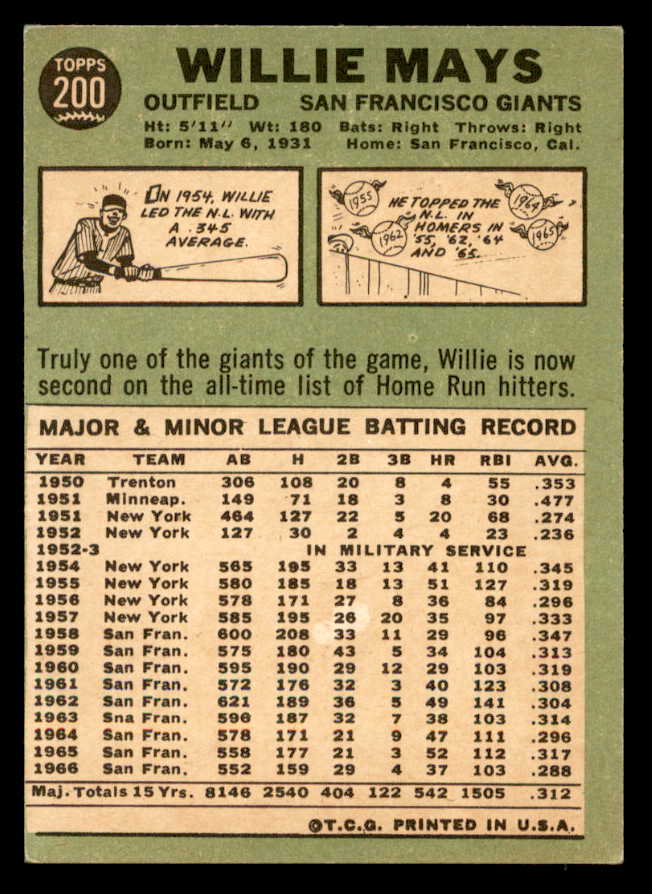 TOPPS
200
WILLIE MAYS
OUTFIELD SAN FRANCISCO GIANTS
Ht: 5'11" Wt: 180 Bats: Right Throws: Right
Born: May 6, 1931 Home: San Francisco, Cal.
ON 1954, WILLIE
LED THE N.L. WITH
A .345
AVERAGE.
1955
1962
1964
1965
HE TOPPED THE
N.L. IN
HOMERS IN
'55, '62, '64
AND '65.
Truly one of the giants of the game, Willie is now
second on the all-time list of Home Run hitters.
MAJOR & MINOR LEAGUE BATTING RECORD
YEAR TEAM AB H 2B 3B HR RBI AVG.
1950 Trenton 306 108 20 8 4 55 .353
1951 Minneap. 149 71 18 3 8 30 .477
1951 New York 464 127 22 5 20 68 .274
1952 New York 127 30 2 4 4 23 .236
1952-3 IN MILITARY SERVICE
1954 New York 565 195 33 13 41 110 .345
1955 New York 580 185 18 13 51 127 .319
1956 New York 578 171 27 8 36 84 .296
1957 New York 585 195 26 20 35 97 .333
1958 San Fran. 600 208 33 11 29 96 .347
1959 San Fran. 575 180 43 5 34 104 .313
1960 San Fran. 595 190 29 12 29 103 .319
1961 San Fran. 572 176 32 3 40 123 .308
1962 San Fran. 621 189 36 5 49 141 .304
1963 Sna Fran. 596 187 32 7 38 103 .314
1964 San Fran. 578 171 21 9 47 111 .296
1965 San Fran. 558 177 21 3 52 112 .317
1966 San Fran. 552 159 29 4 37 103 .288
Maj. Totals 15 Yrs. 8146 2540 404 122 542 1505 .312
©T.C.G. PRINTED IN U.S.A.